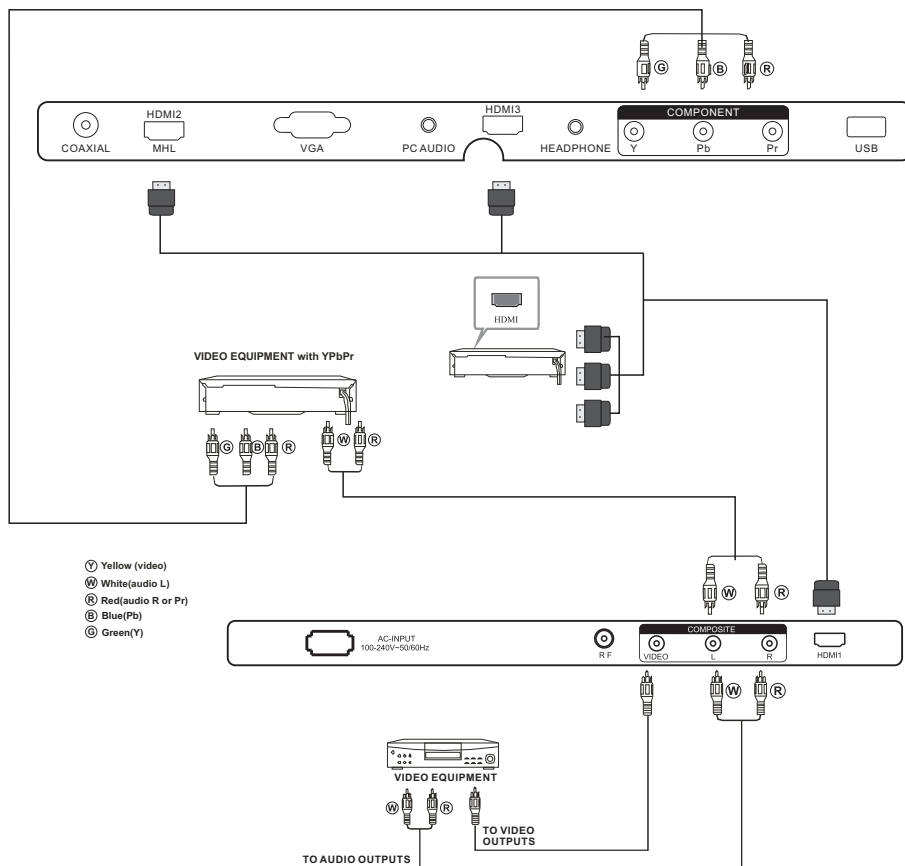 G B R
HDMI2
HDMI3
COMPONENT
COAXIAL
MHL
VGA
PC AUDIO
HEADPHONE
Y Pb Pr
USB
HDMI
VIDEO EQUIPMENT with YPbPr
G B R W R
Y Yellow (video)
W White(audio L)
R Red(audio R or Pr)
B Blue(Pb)
G Green(Y)
W R
AC-INPUT
100-240V~50/60Hz
R F
COMPOSITE
VIDEO L R
HDMI1
W R
VIDEO EQUIPMENT
W R
TO VIDEO
OUTPUTS
TO AUDIO OUTPUTS